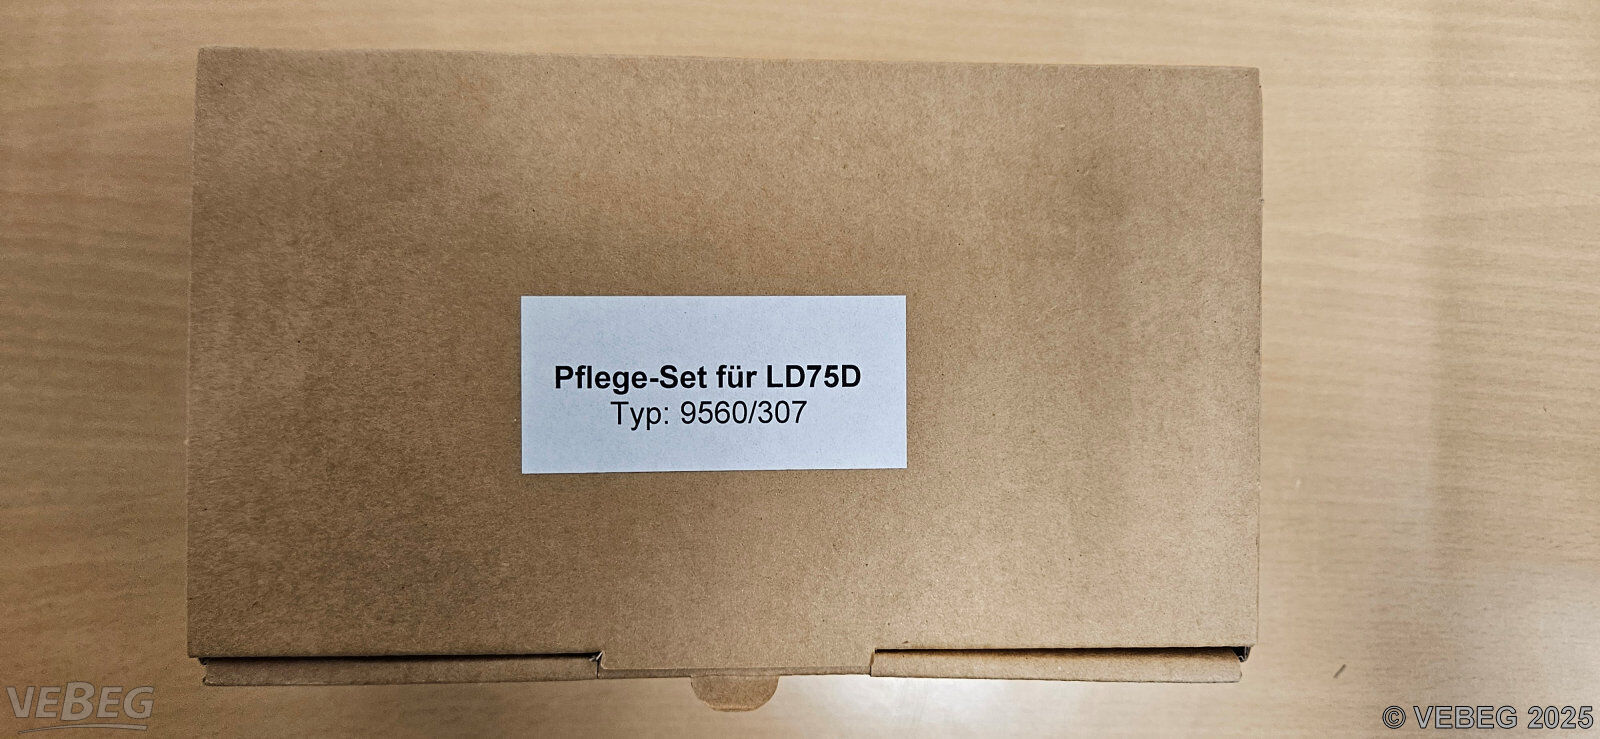 Pflege-Set für LD75D
Typ: 9560/307
VEBEG
© VEBEG 2025